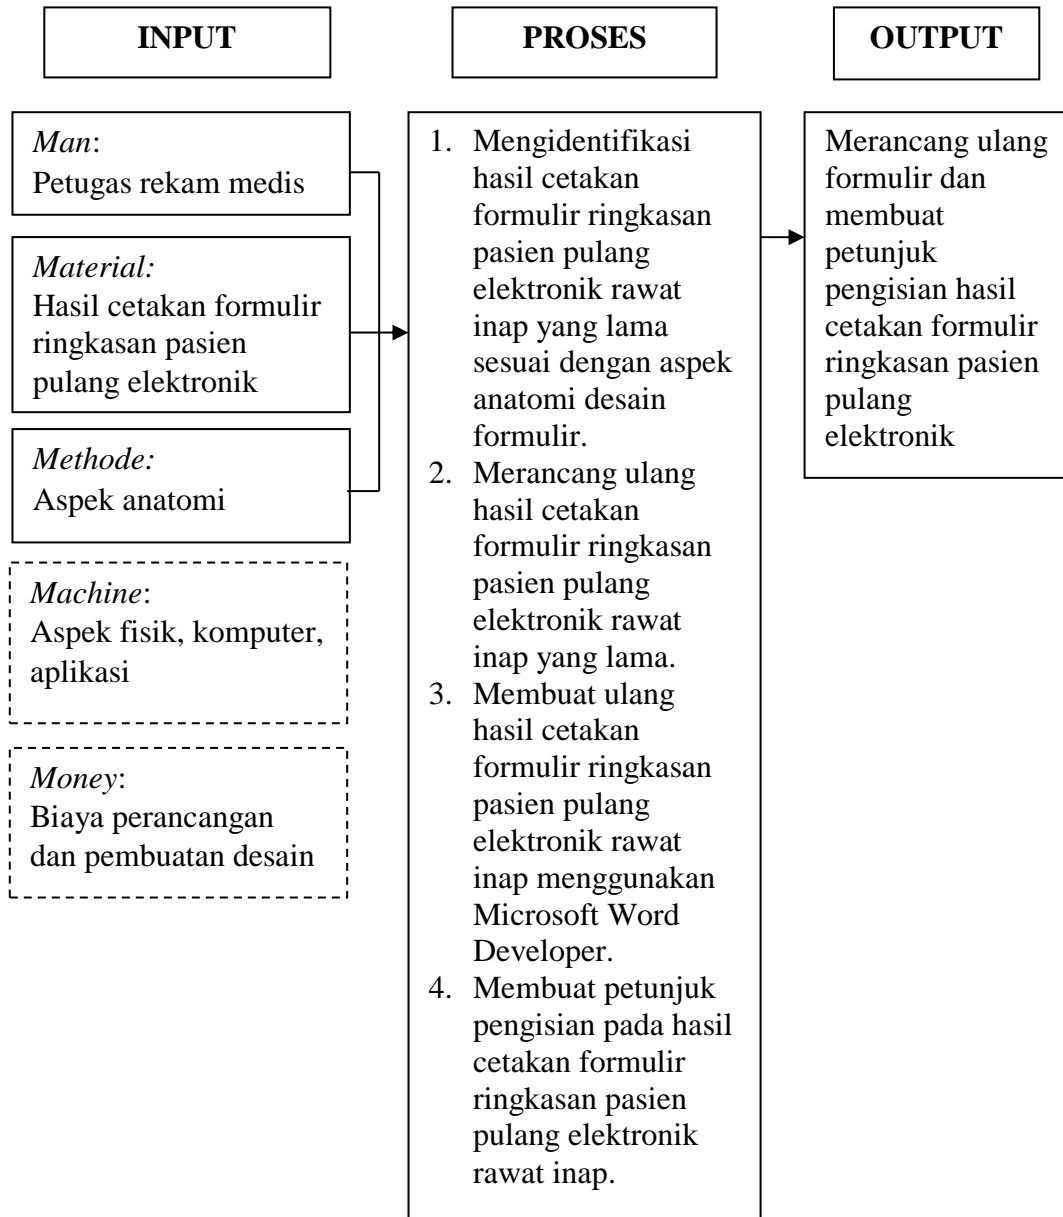 INPUT
PROSES
OUTPUT
Man:
Petugas rekam medis
Material:
Hasil cetakan formulir
ringkasan pasien
pulang elektronik
Methode:
Aspek anatomi
Machine:
Aspek fisik, komputer,
aplikasi
Money:
Biaya perancangan
dan pembuatan desain
1. Mengidentifikasi
hasil cetakan
formulir ringkasan
pasien pulang
elektronik rawat
inap yang lama
sesuai dengan aspek
anatomi desain
formulir.
2. Merancang ulang
hasil cetakan
formulir ringkasan
pasien pulang
elektronik rawat
inap yang lama.
3. Membuat ulang
hasil cetakan
formulir ringkasan
pasien pulang
elektronik rawat
inap menggunakan
Microsoft Word
Developer.
4. Membuat petunjuk
pengisian pada hasil
cetakan formulir
ringkasan pasien
pulang elektronik
rawat inap.
Merancang ulang
formulir dan
membuat
petunjuk
pengisian hasil
cetakan formulir
ringkasan pasien
pulang
elektronik